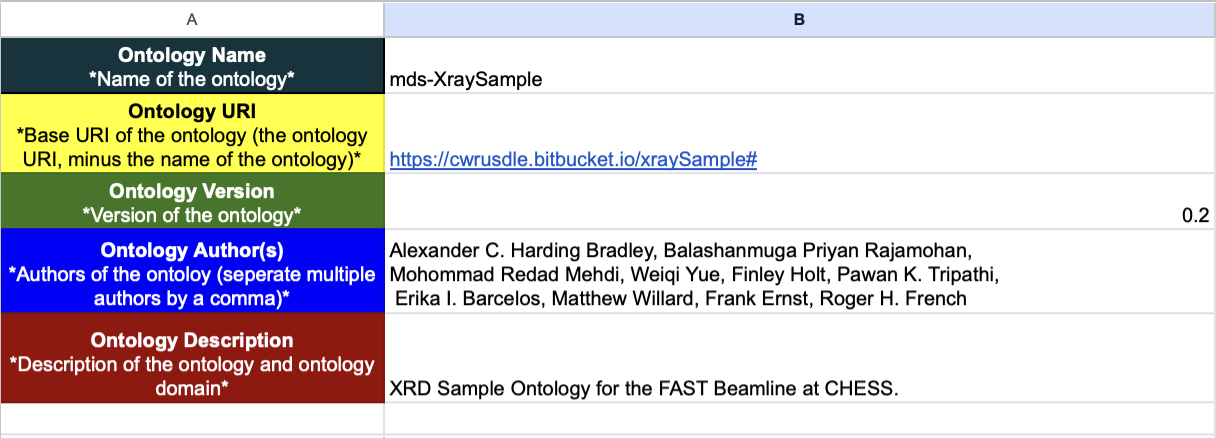 A
B
Ontology Name
*Name of the ontology*
mds-XraySample
Ontology URI
*Base URI of the ontology (the ontology
URI, minus the name of the ontology)*
https://cwrusdle.bitbucket.io/xraySample#
Ontology Version
*Version of the ontology*
0.2
Ontology Author(s)
*Authors of the ontoloy (seperate multiple
authors by a comma)*
Alexander C. Harding Bradley, Balashanmuga Priyan Rajamohan,
Mohommad Redad Mehdi, Weiqi Yue, Finley Holt, Pawan K. Tripathi,
Erika I. Barcelos, Matthew Willard, Frank Ernst, Roger H. French
Ontology Description
*Description of the ontology and ontology
domain*
XRD Sample Ontology for the FAST Beamline at CHESS.